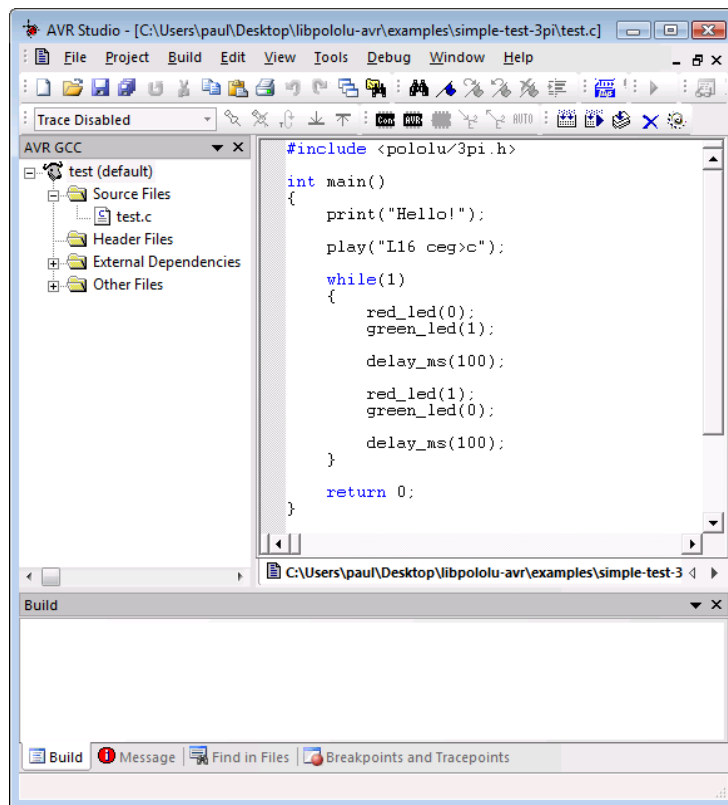 AVR Studio - [C:\Users\paul\Desktop\libpololu-avr\examples\simple-test-3pi\test.c]
File Project Build Edit View Tools Debug Window Help
Trace Disabled
Con AVR AUTO
AVR GCC
test (default)
Source Files
test.c
Header Files
External Dependencies
Other Files
#include <pololu/3pi.h>
int main()
{
print("Hello!");
play("L16 ceg>c");
while(1)
{
red_led(0);
green_led(1);
delay_ms(100);
red_led(1);
green_led(0);
delay_ms(100);
}
return 0;
}
C:\Users\paul\Desktop\libpololu-avr\examples\simple-test-3
Build
Build Message Find in Files Breakpoints and Tracepoints